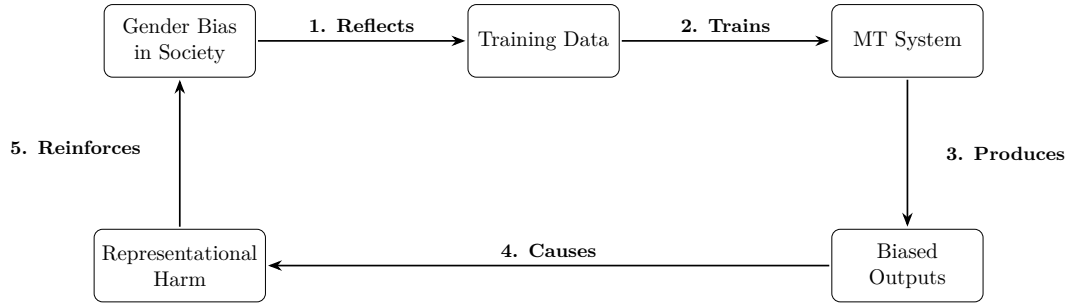 Gender Bias
in Society
1. Reflects
Training Data
2. Trains
MT System
3. Produces
Biased
Outputs
4. Causes
Representational
Harm
5. Reinforces